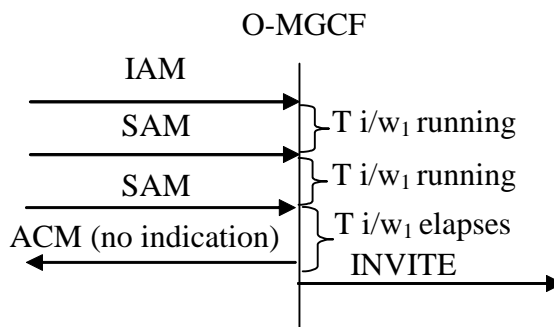 O-MGCF
IAM
T i/w₁ running
SAM
T i/w₁ running
SAM
T i/w₁ elapses
ACM (no indication)
INVITE